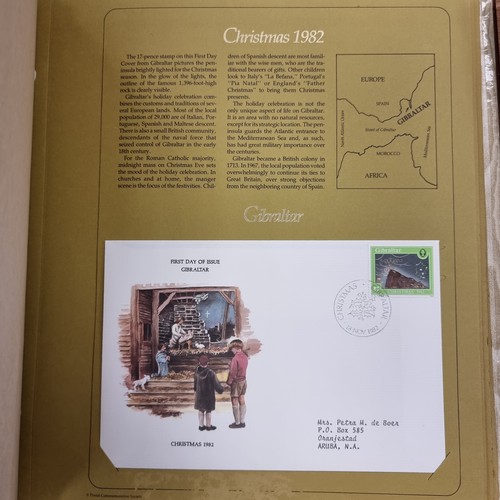 Christmas 1982
The 17-pence stamp on this First Day
Cover from Gibraltar pictures the pen-
insula brightly lighted for the Christmas
season. In the glow of the lights, the
outline of the famous 1,396-foot-high
rock is clearly visible.
Gibraltar's holiday celebration com-
bines the customs and traditions of sev-
eral European lands. Most of the local
population of 29,000 are of Italian, Por-
tuguese, Spanish and Maltese descent.
There is also a small British community,
descendants of the naval force that
seized control of Gibraltar in the early
18th century.
For the Roman Catholic majority,
midnight mass on Christmas Eve sets
the mood of the holiday celebration. In
churches and at home, the manger
scene is the focus of the festivities. Chil-
dren of Spanish descent are most famil-
iar with the wise men, who are the tra-
ditional bearers of gifts. Other children
look to Italy's "La Befana," Portugal's
"Pia Natal" or England's "Father
Christmas" to bring them Christmas
presents.
The holiday celebration is not the
only unique aspect of life on Gibraltar.
It is an area with no natural resources,
except for its strategic location. The pen-
insula guards the Atlantic entrance to
the Mediterranean Sea and, as such,
has had great military importance over
the centuries.
Gibraltar became a British colony in
1713. In 1967, the local population voted
overwhelmingly to continue its ties to
Great Britain, over strong objections
from the neighboring country of Spain.
EUROPE
SPAIN
GIBRALTAR
North Atlantic Ocean
Strait of Gibraltar
Mediterranean Sea
MOROCCO
AFRICA
Gibraltar
FIRST DAY OF ISSUE
GIBRALTAR
CHRISTMAS 1982
Gibraltar
17p
CHRISTMAS
GIBRALTAR
Mrs. Petra M. de Boer
P.O. Box 585
Oranjestad
ARUBA, N.A.